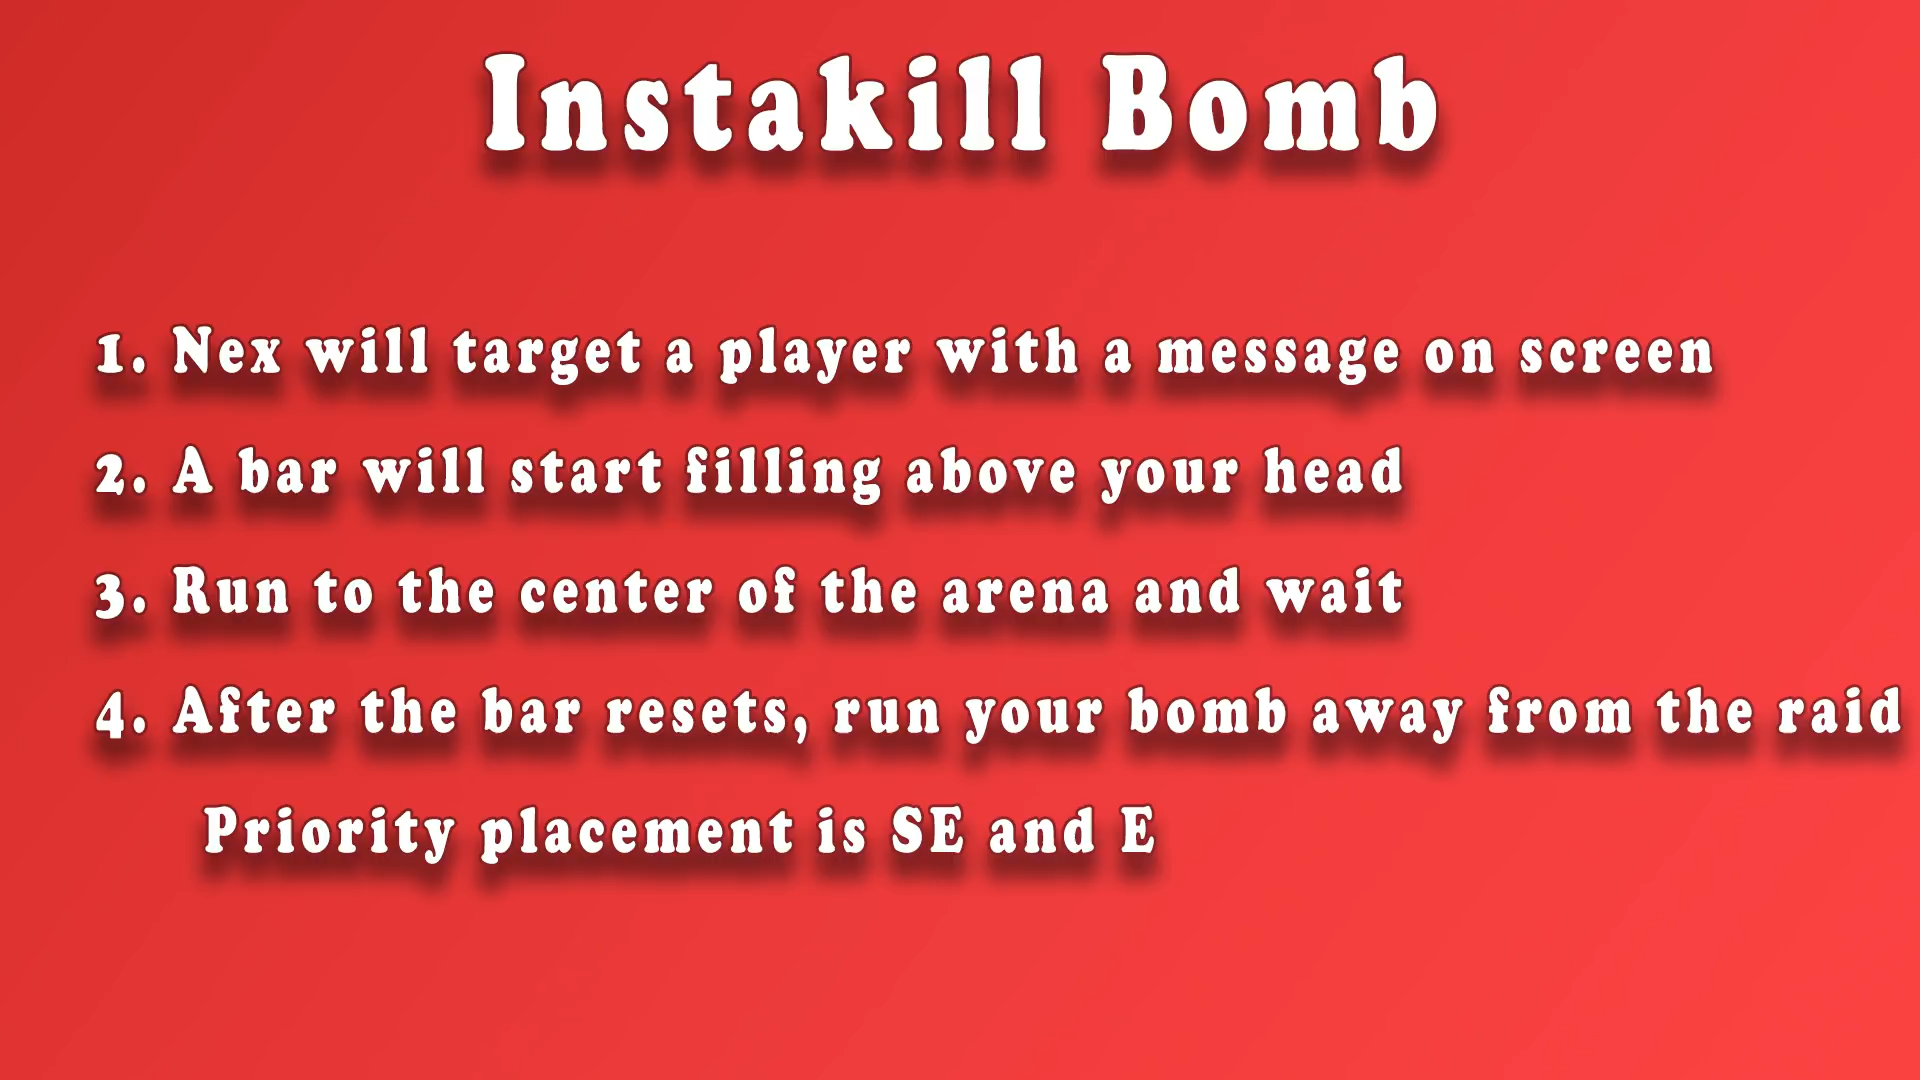 Instakill Bomb
1. Nex will target a player with a message on screen
2. A bar will start filling above your head
3. Run to the center of the arena and wait
4. After the bar resets, run your bomb away from the raid
Priority placement is SE and E